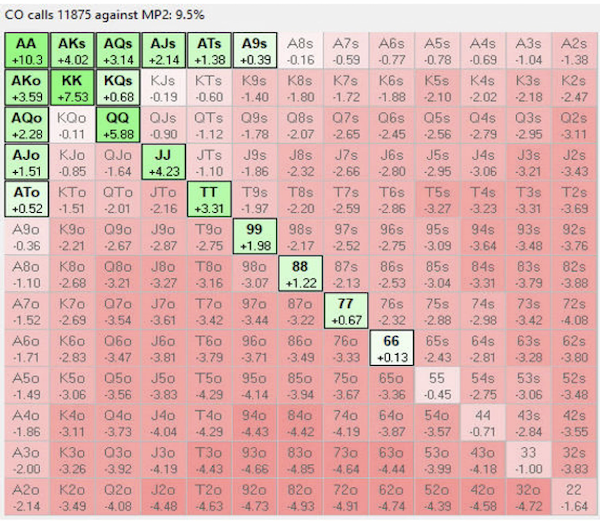 CO calls 11875 against MP2: 9.5%
AA AKs AQs AJs ATs A9s A8s A7s A6s A5s A4s A3s A2s
+10.3 +4.02 +3.14 +2.14 +1.38 +0.39 -0.16 -0.59 -0.77 -0.78 -0.69 -1.04 -1.38
AKo KK KQs KJs KTs K9s K8s K7s K6s K5s K4s K3s K2s
+3.59 +7.53 +0.68 -0.19 -0.60 -1.40 -1.80 -1.72 -1.88 -2.10 -2.02 -2.18 -2.47
AQo KQo QQ QJs QTs Q9s Q8s Q7s Q6s Q5s Q4s Q3s Q2s
+2.28 -0.11 +5.88 -0.90 -1.12 -1.78 -2.07 -2.65 -2.45 -2.56 -2.79 -2.95 -3.11
AJo KJo QJo JJ JTs J9s J8s J7s J6s J5s J4s J3s J2s
+1.51 -0.85 -1.64 +4.23 -1.10 -1.86 -2.32 -2.66 -2.80 -2.95 -3.06 -3.21 -3.43
ATo KTo QTo JTo TT T9s T8s T7s T6s T5s T4s T3s T2s
+0.52 -1.51 -2.01 -2.16 +3.31 -1.97 -2.20 -2.59 -2.86 -3.27 -3.23 -3.31 -3.69
A9o K9o Q9o J9o T9o 99 98s 97s 96s 95s 94s 93s 92s
-0.36 -2.21 -2.67 -2.87 -2.75 +1.98 -2.17 -2.52 -2.75 -3.09 -3.64 -3.48 -3.76
A8o K8o Q8o J8o T8o 98o 88 87s 86s 85s 84s 83s 82s
-1.10 -2.68 -3.21 -3.27 -3.16 -3.07 +1.22 -2.13 -2.53 -3.04 -3.31 -3.79 -3.88
A7o K7o Q7o J7o T7o 97o 87o 77 76s 75s 74s 73s 72s
-1.52 -2.69 -3.54 -3.61 -3.42 -3.44 -3.22 +0.67 -2.32 -2.88 -2.98 -3.42 -4.08
A6o K6o Q6o J6o T6o 96o 86o 76o 66 65s 64s 63s 62s
-1.71 -2.83 -3.47 -3.81 -3.79 -3.71 -3.49 -3.33 +0.13 -2.43 -2.81 -3.28 -3.80
A5o K5o Q5o J5o T5o 95o 85o 75o 65o 55 54s 53s 52s
-1.49 -3.06 -3.56 -3.83 -4.29 -4.14 -3.94 -3.67 -3.36 -0.45 -2.75 -3.06 -3.48
A4o K4o Q4o J4o T4o 94o 84o 74o 64o 54o 44 43s 42s
-1.86 -3.11 -3.73 -4.04 -4.29 -4.43 -4.42 -4.19 -3.87 -3.57 -0.71 -2.84 -3.55
A3o K3o Q3o J3o T3o 93o 83o 73o 63o 53o 43o 33 32s
-2.00 -3.26 -3.92 -4.19 -4.43 -4.66 -4.85 -4.64 -4.44 -3.99 -4.18 -1.00 -3.83
A2o K2o Q2o J2o T2o 92o 82o 72o 62o 52o 42o 32o 22
-2.14 -3.49 -4.08 -4.48 -4.63 -4.73 -4.93 -4.91 -4.74 -4.39 -4.58 -4.72 -1.64